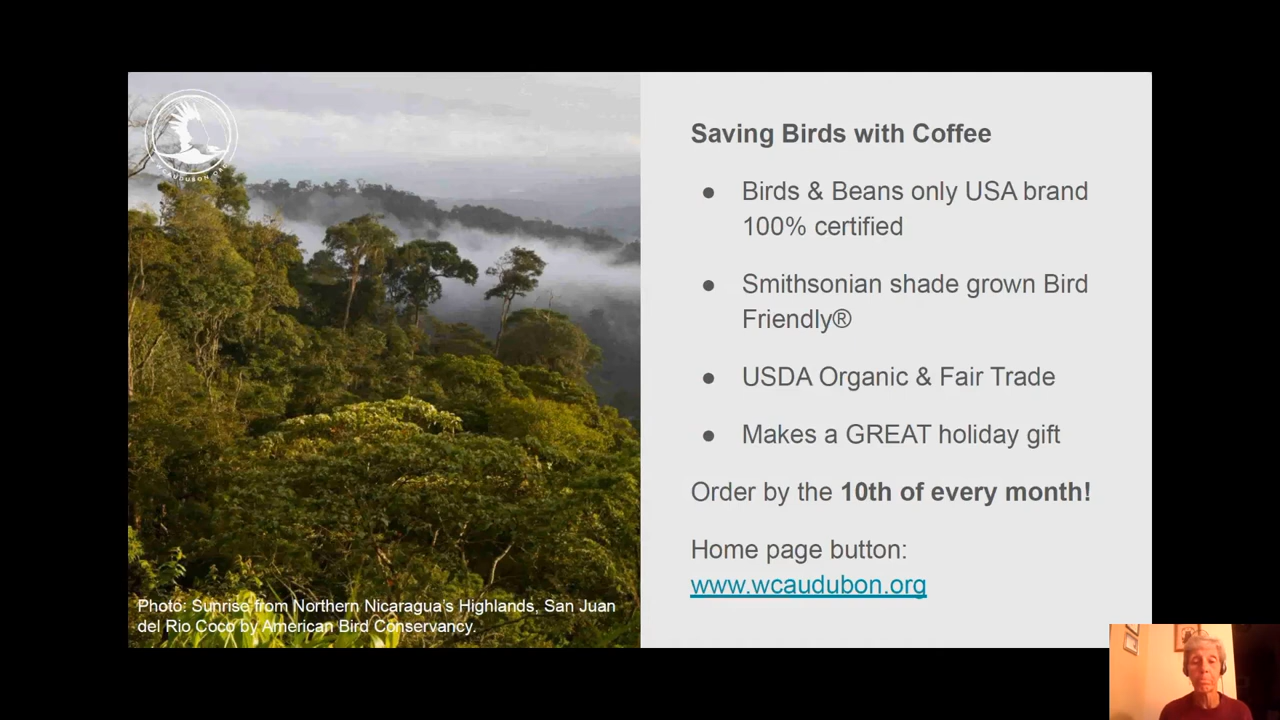 WCAUDUBON.ORG
Saving Birds with Coffee
● Birds & Beans only USA brand
100% certified
● Smithsonian shade grown Bird
Friendly®
● USDA Organic & Fair Trade
● Makes a GREAT holiday gift
Order by the 10th of every month!
Home page button:
www.wcaudubon.org
Photo: Sunrise from Northern Nicaragua's Highlands, San Juan
del Rio Coco by American Bird Conservancy.